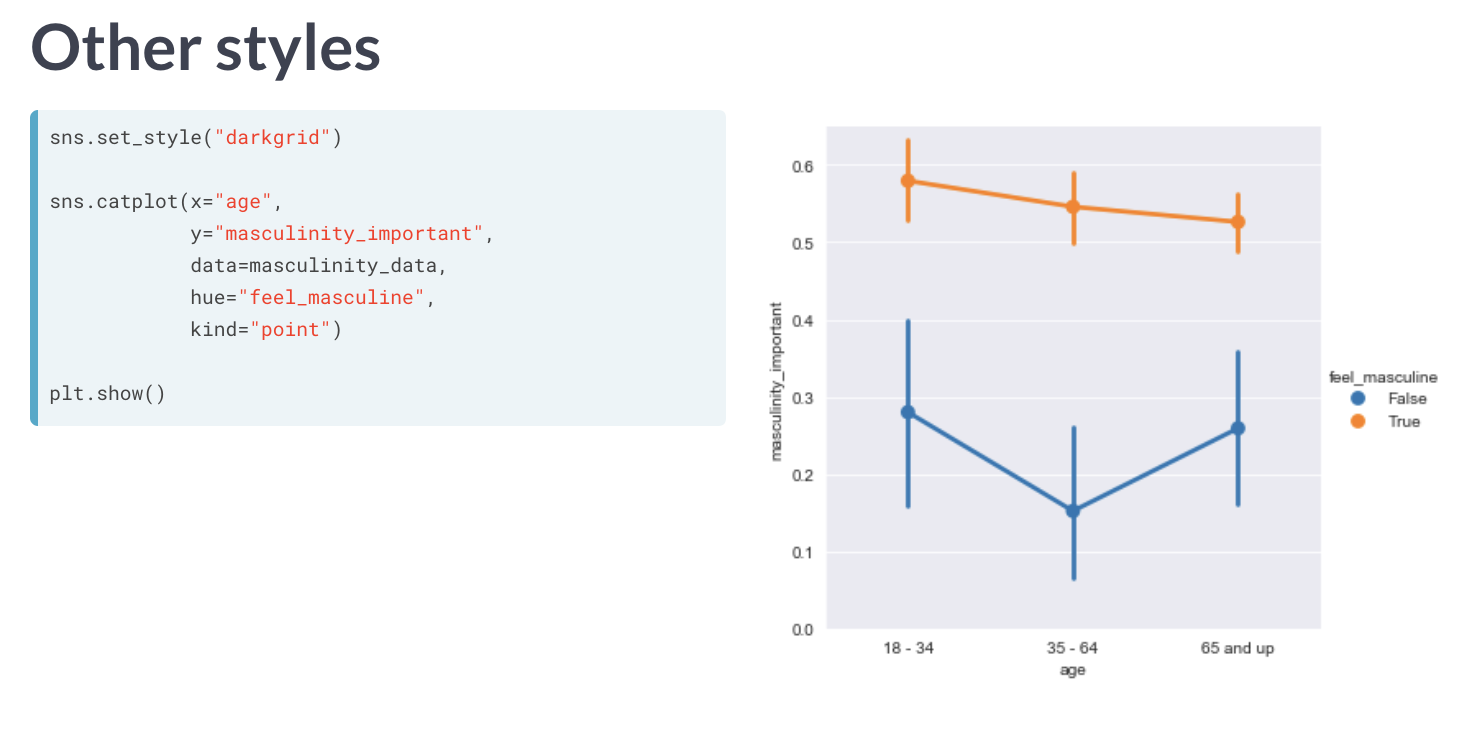 Other styles
sns.set_style("darkgrid")
sns.catplot(x="age",
y="masculinity_important",
data=masculinity_data,
hue="feel_masculine",
kind="point")
plt.show()
masculinity_important
0.6
0.5
0.4
0.3
0.2
0.1
0.0
18 - 34 35 - 64 65 and up
age
feel_masculine
False
True